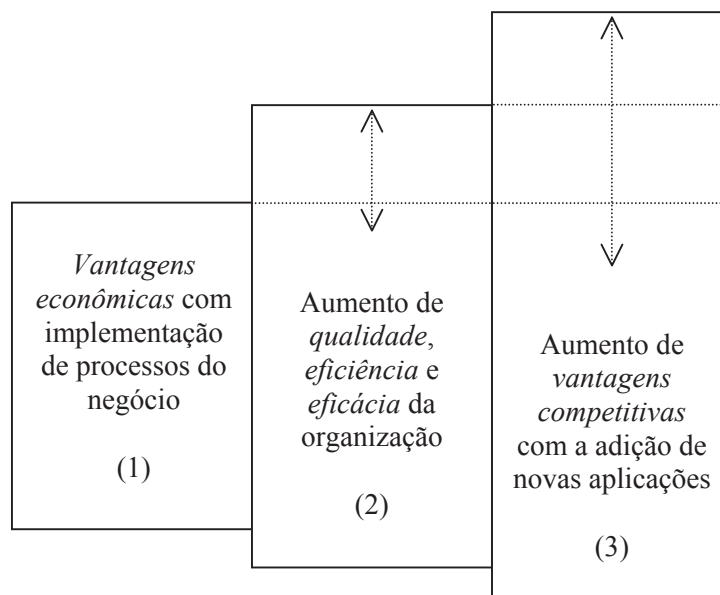 Vantagens
econômicas com
implementação
de processos do
negócio
(1)
Aumento de
qualidade,
eficiência e
eficácia da
organização
(2)
Aumento de
vantagens
competitivas
com a adição de
novas aplicações
(3)